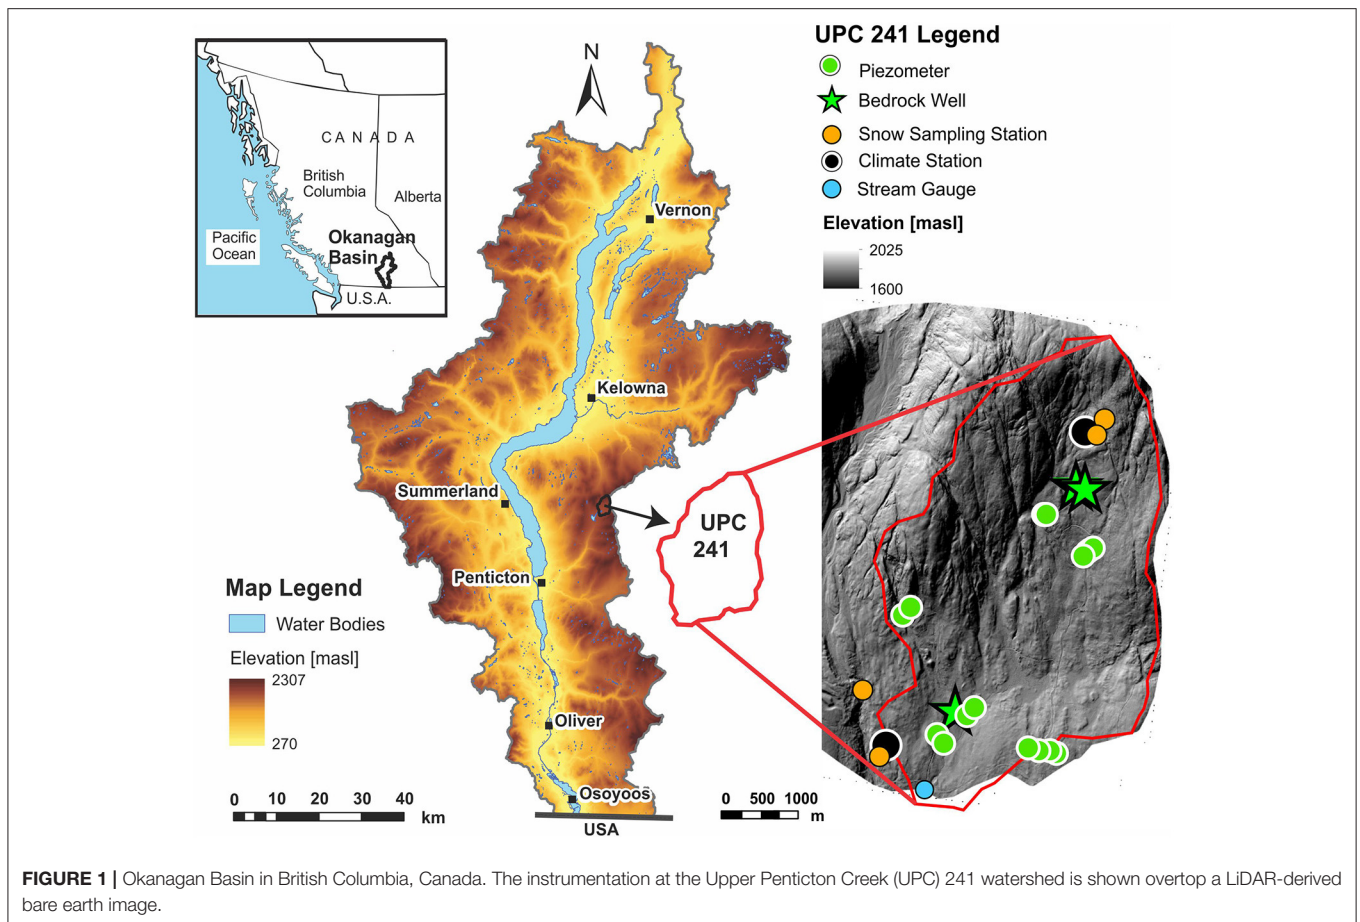 CANADA
British
Columbia
Alberta
Pacific
Ocean
Okanagan
Basin
U.S.A.
N
Vernon
Kelowna
Summerland
Penticton
Oliver
Osoyoos
USA
UPC
241
Map Legend
Water Bodies
Elevation [masl]
2307
270
0 10 20 30 40
km
0 500 1000
m
UPC 241 Legend
Piezometer
Bedrock Well
Snow Sampling Station
Climate Station
Stream Gauge
Elevation [masl]
2025
1600
FIGURE 1 | Okanagan Basin in British Columbia, Canada. The instrumentation at the Upper Penticton Creek (UPC) 241 watershed is shown overtop a LiDAR-derived
bare earth image.